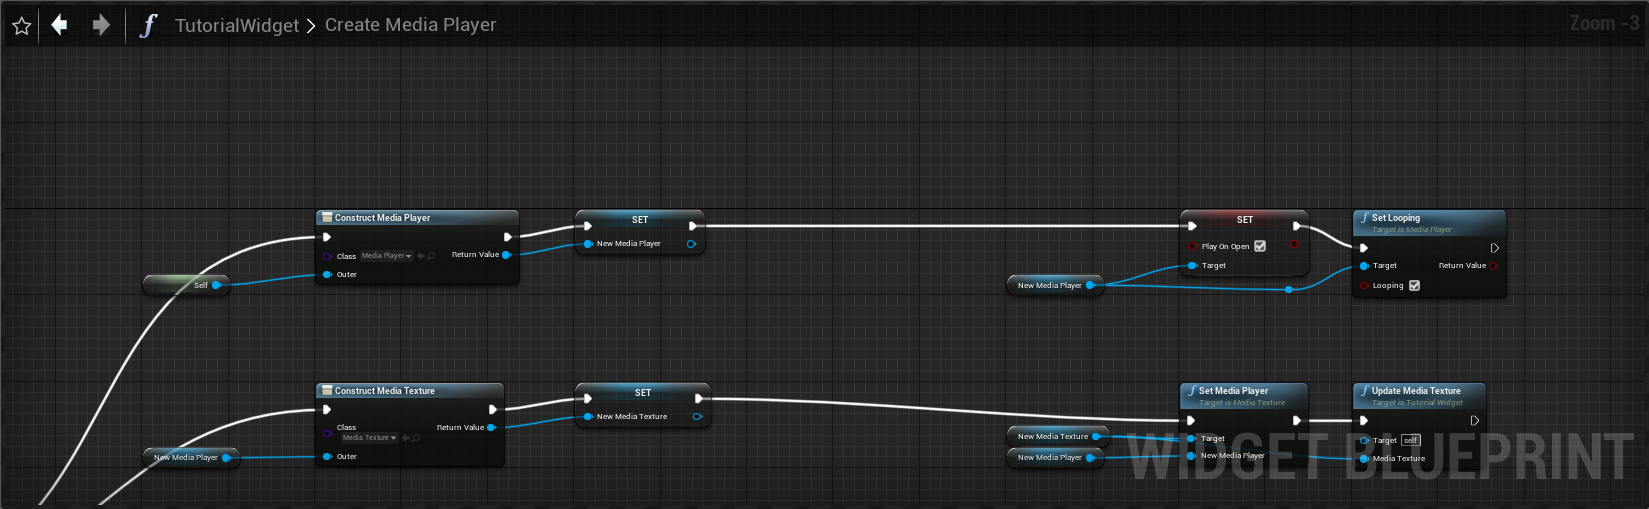 TutorialWidget > Create Media Player
Zoom -3
Construct Media Player
Class Media Player
Return Value
Outer
Self
SET
New Media Player
SET
Play On Open
Target
New Media Player
Set Looping
Target is Media Player
Target
Return Value
Looping
Construct Media Texture
Class
Media Texture
Return Value
Outer
New Media Player
SET
New Media Texture
New Media Texture
New Media Player
Set Media Player
Target is Media Texture
Target
New Media Player
Update Media Texture
Target is Tutorial Widget
Target self
Media Texture
WIDGET BLUEPRINT